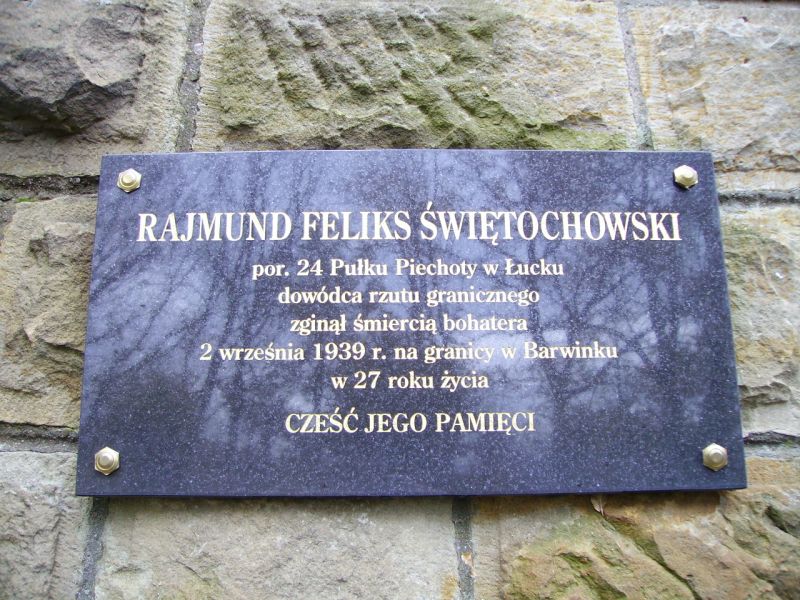 RAJMUND FELIKS ŚWIĘTOCHOWSKI
por. 24 Pułku Piechoty w Łucku
dowódca rzutu granicznego
zginął śmiercią bohatera
2 września 1939 r. na granicy w Barwinku
w 27 roku życia
CZEŚĆ JEGO PAMIĘCI